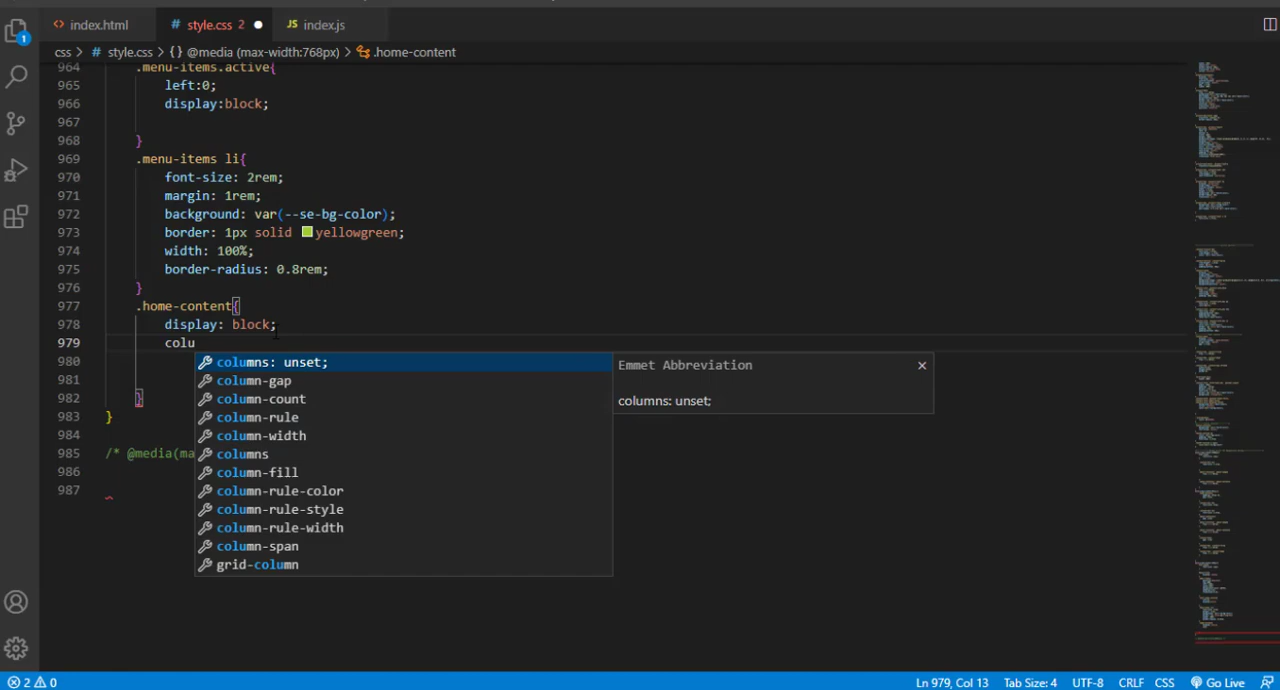 index.html
# style.css 2
JS index.js
css > # style.css > {} @media (max-width:768px) > .home-content
964 .menu-items.active{
965 left:0;
966 display:block;
967
968 }
969 .menu-items li{
970 font-size: 2rem;
971 margin: 1rem;
972 background: var(--se-bg-color);
973 border: 1px solid yellowgreen;
974 width: 100%;
975 border-radius: 0.8rem;
976 }
977 .home-content{
978 display: block;
979 colu
980 columns: unset;
column-gap
981
column-count
982 }
column-rule
983 }
column-width
984
columns
985 /* @media(ma
column-fill
986
column-rule-color
987
column-rule-style
column-rule-width
column-span
grid-column
Emmet Abbreviation
columns: unset;
1
2 0 Ln 979, Col 13 Tab Size: 4 UTF-8 CRLF CSS Go Live